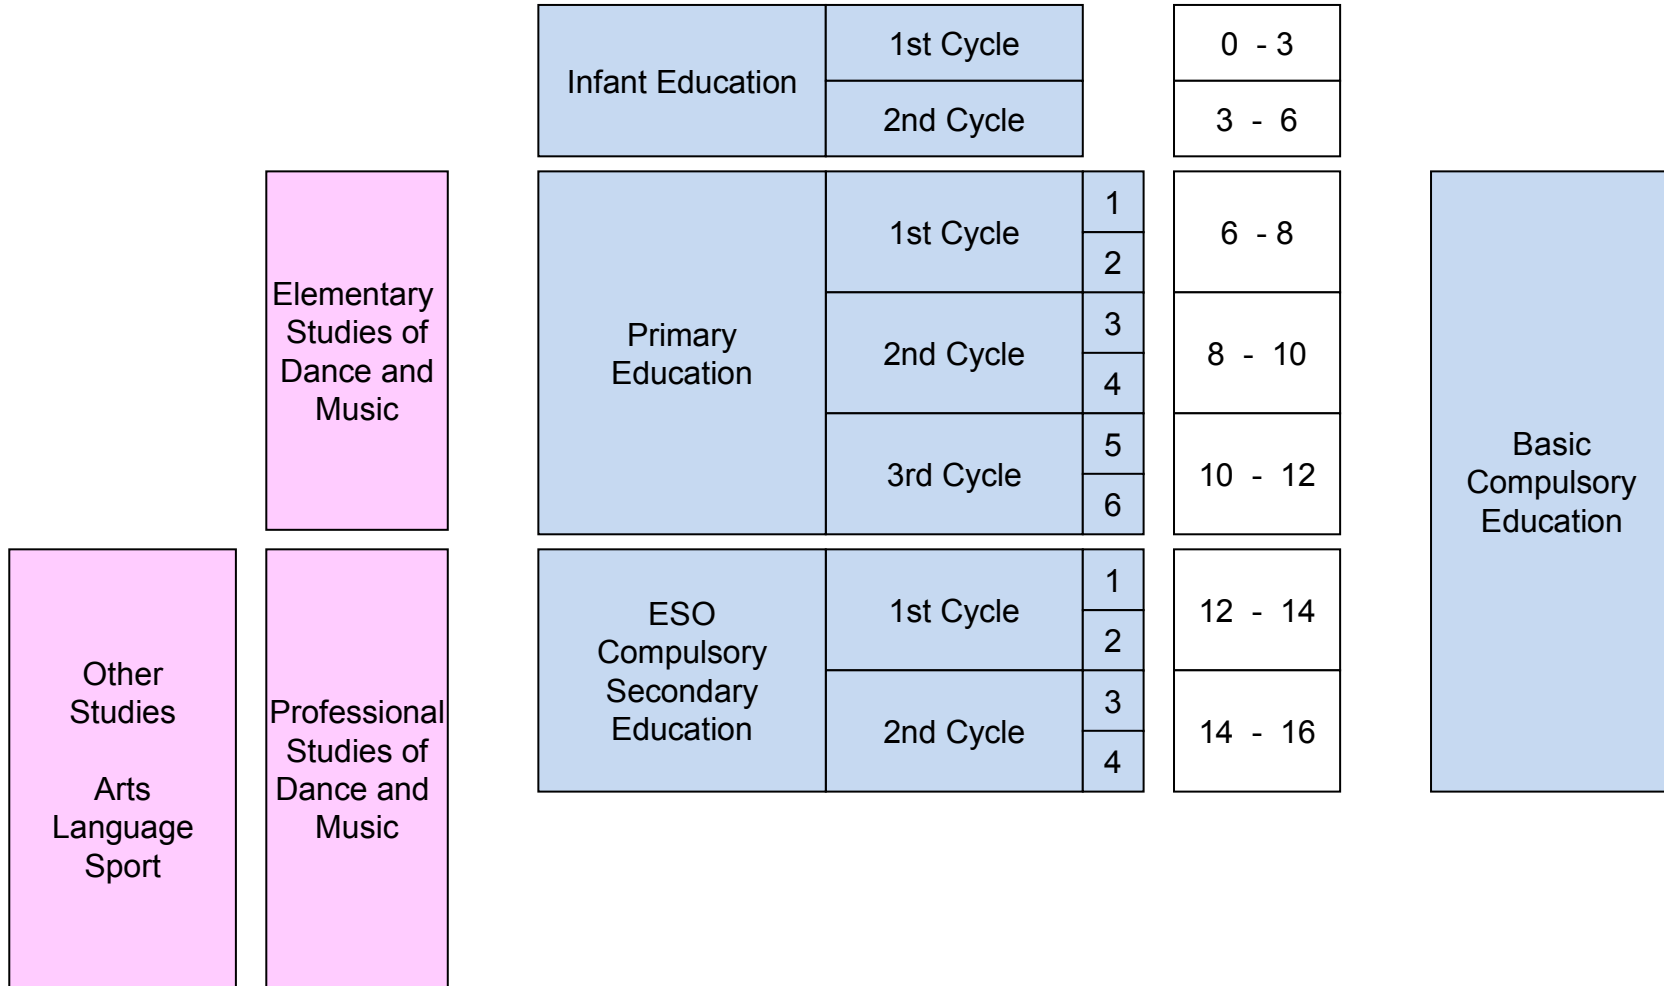 Infant Education
1st Cycle
0 - 3
2nd Cycle
3 - 6
Elementary
Studies of
Dance and
Music
Primary
Education
1st Cycle
1
2
6 - 8
2nd Cycle
3
4
8 - 10
3rd Cycle
5
6
10 - 12
Basic
Compulsory
Education
Other
Studies
Arts
Language
Sport
Professional
Studies of
Dance and
Music
ESO
Compulsory
Secondary
Education
1st Cycle
1
2
12 - 14
2nd Cycle
3
4
14 - 16